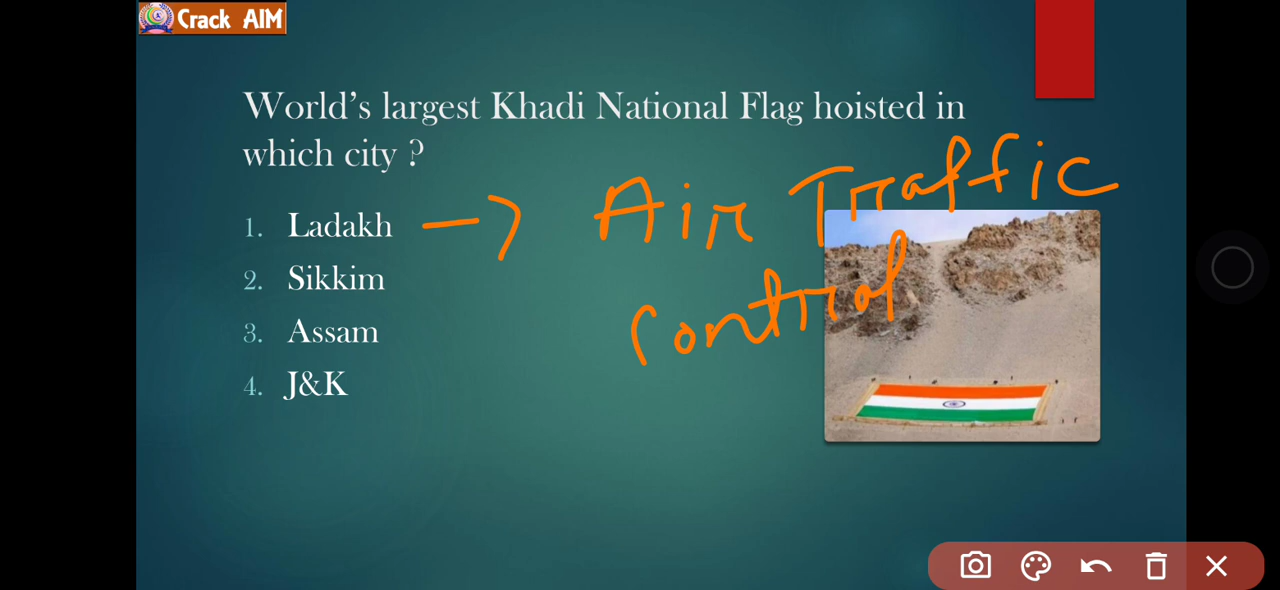 Crack AIM
World's largest Khadi National Flag hoisted in
which city ?
1. Ladakh
2. Sikkim
3. Assam
4. J&K
→ Air Traffic
control